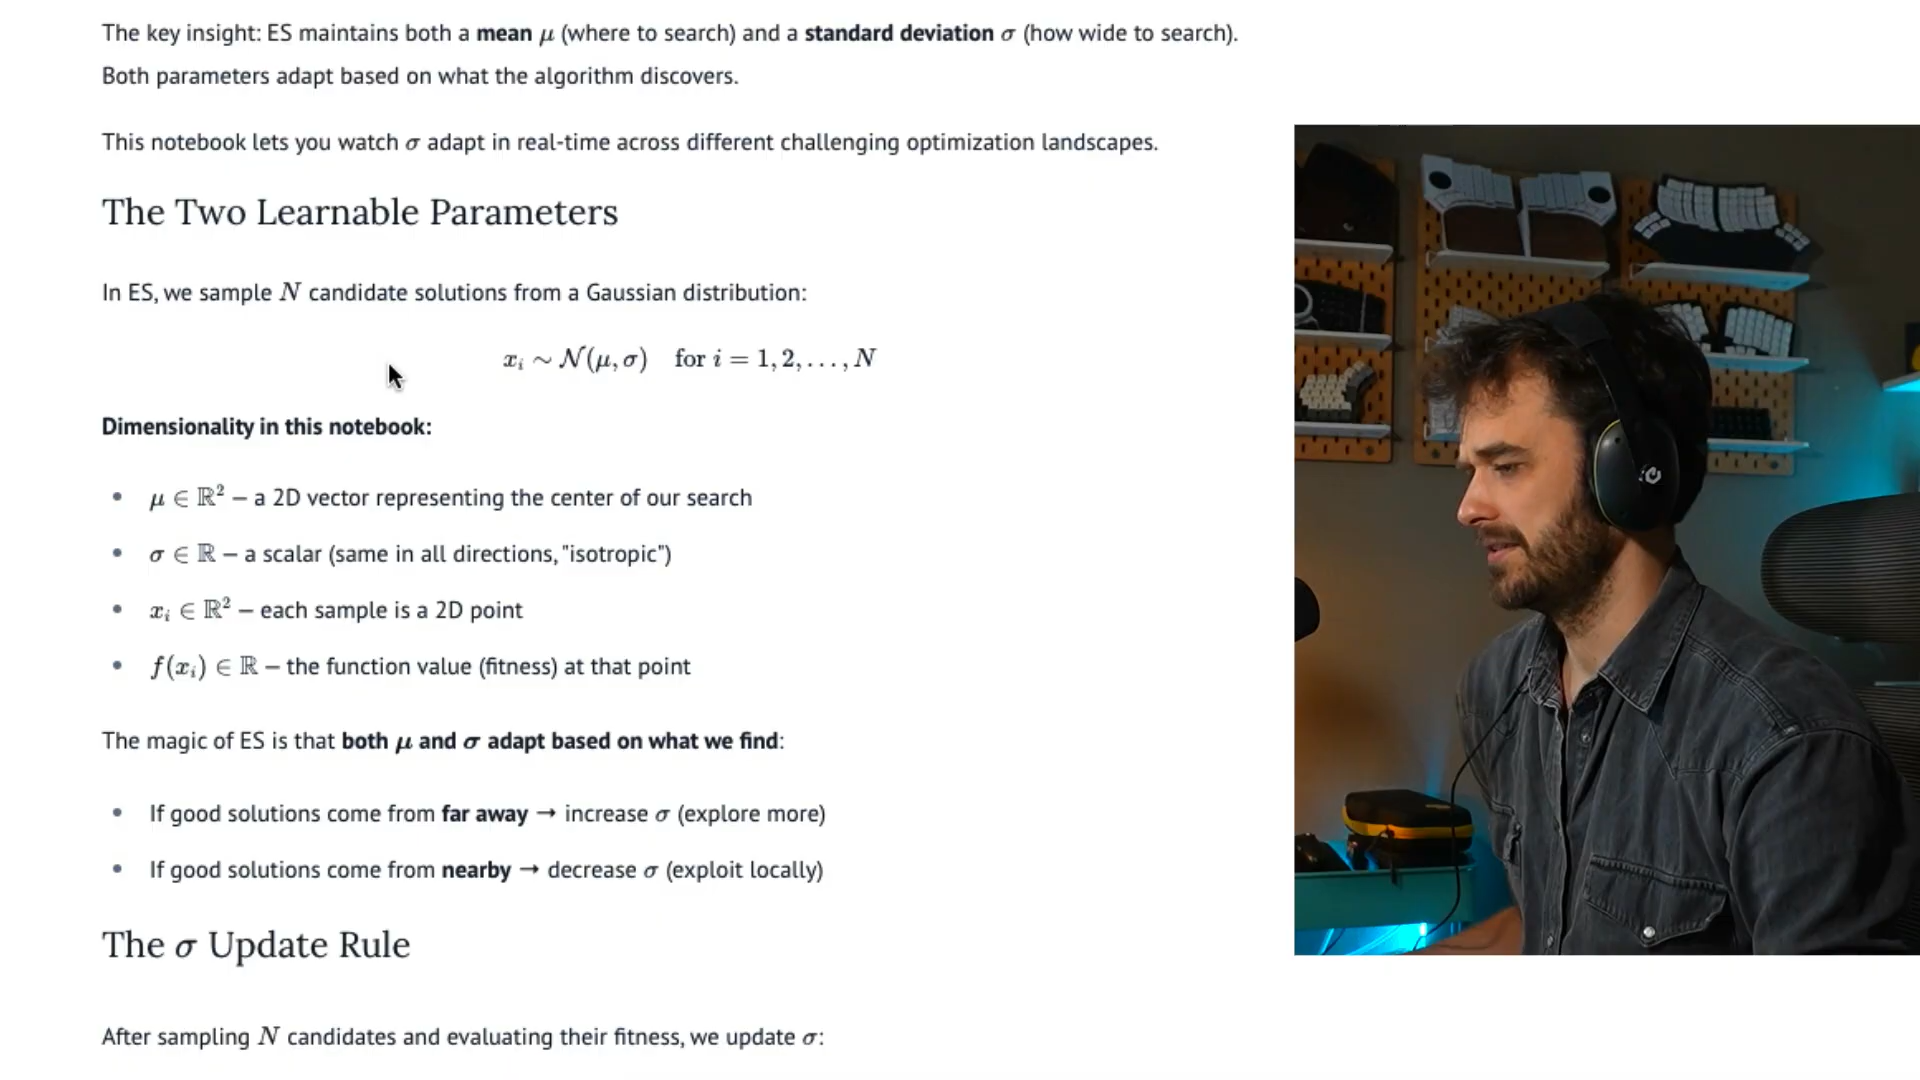 The key insight: ES maintains both a mean μ (where to search) and a standard deviation σ (how wide to search).
Both parameters adapt based on what the algorithm discovers.
This notebook lets you watch σ adapt in real-time across different challenging optimization landscapes.
The Two Learnable Parameters
In ES, we sample N candidate solutions from a Gaussian distribution:
xᵢ ∼ 𝒩(μ, σ) for i = 1, 2, …, N
Dimensionality in this notebook:
• μ ∈ ℝ² – a 2D vector representing the center of our search
• σ ∈ ℝ – a scalar (same in all directions, "isotropic")
• xᵢ ∈ ℝ² – each sample is a 2D point
• f(xᵢ) ∈ ℝ – the function value (fitness) at that point
The magic of ES is that both μ and σ adapt based on what we find:
• If good solutions come from far away → increase σ (explore more)
• If good solutions come from nearby → decrease σ (exploit locally)
The σ Update Rule
After sampling N candidates and evaluating their fitness, we update σ: